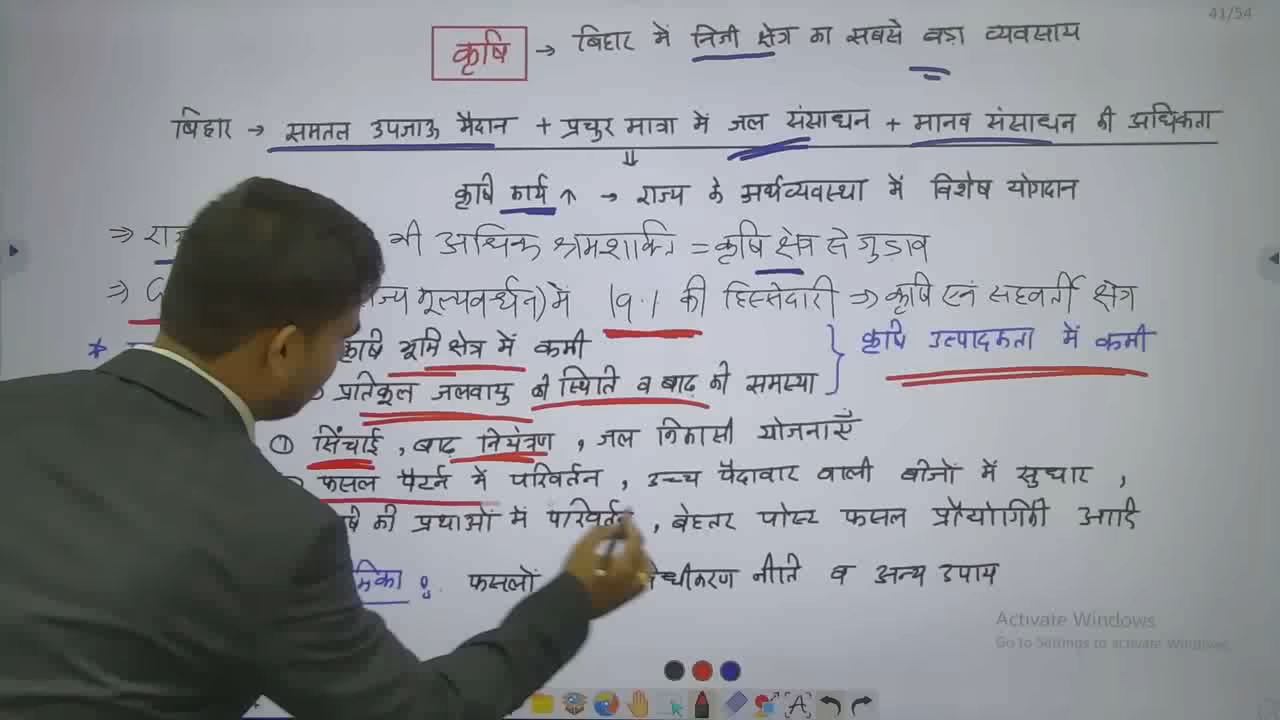 41/54
कृषि → बिहार में निजी क्षेत्र का सबसे बड़ा व्यवसाय
बिहार → समतल उपजाऊ मैदान + प्रचुर मात्रा में जल संसाधन + मानव संसाधन की अधिकता
⇓
कृषि कार्य ↑ → राज्य के अर्थव्यवस्था में विशेष योगदान
⇒ की अधिक श्रमशक्ति = कृषि क्षेत्र से जुड़ाव
⇒ मूल्यवर्धन) में 19% की हिस्सेदारी ⇒ कृषि एवं सहवर्ती क्षेत्र
* कृषि भूमि क्षेत्र में कमी } कृषि उत्पादकता में कमी
प्रतिकूल जलवायु की स्थिति व बाढ़ की समस्या
① सिंचाई , बाढ़ नियंत्रण , जल निकासी योजनाएँ
फसल पैटर्न में परिवर्तन , उच्च पैदावार वाली बीजों में सुधार ,
की प्रथाओं में परिवर्तन , बेहतर पोस्ट फसल प्रौद्योगिकी आदि
फसलों नीति व अन्य उपाय
Activate Windows
Go to Settings to activate Windows.